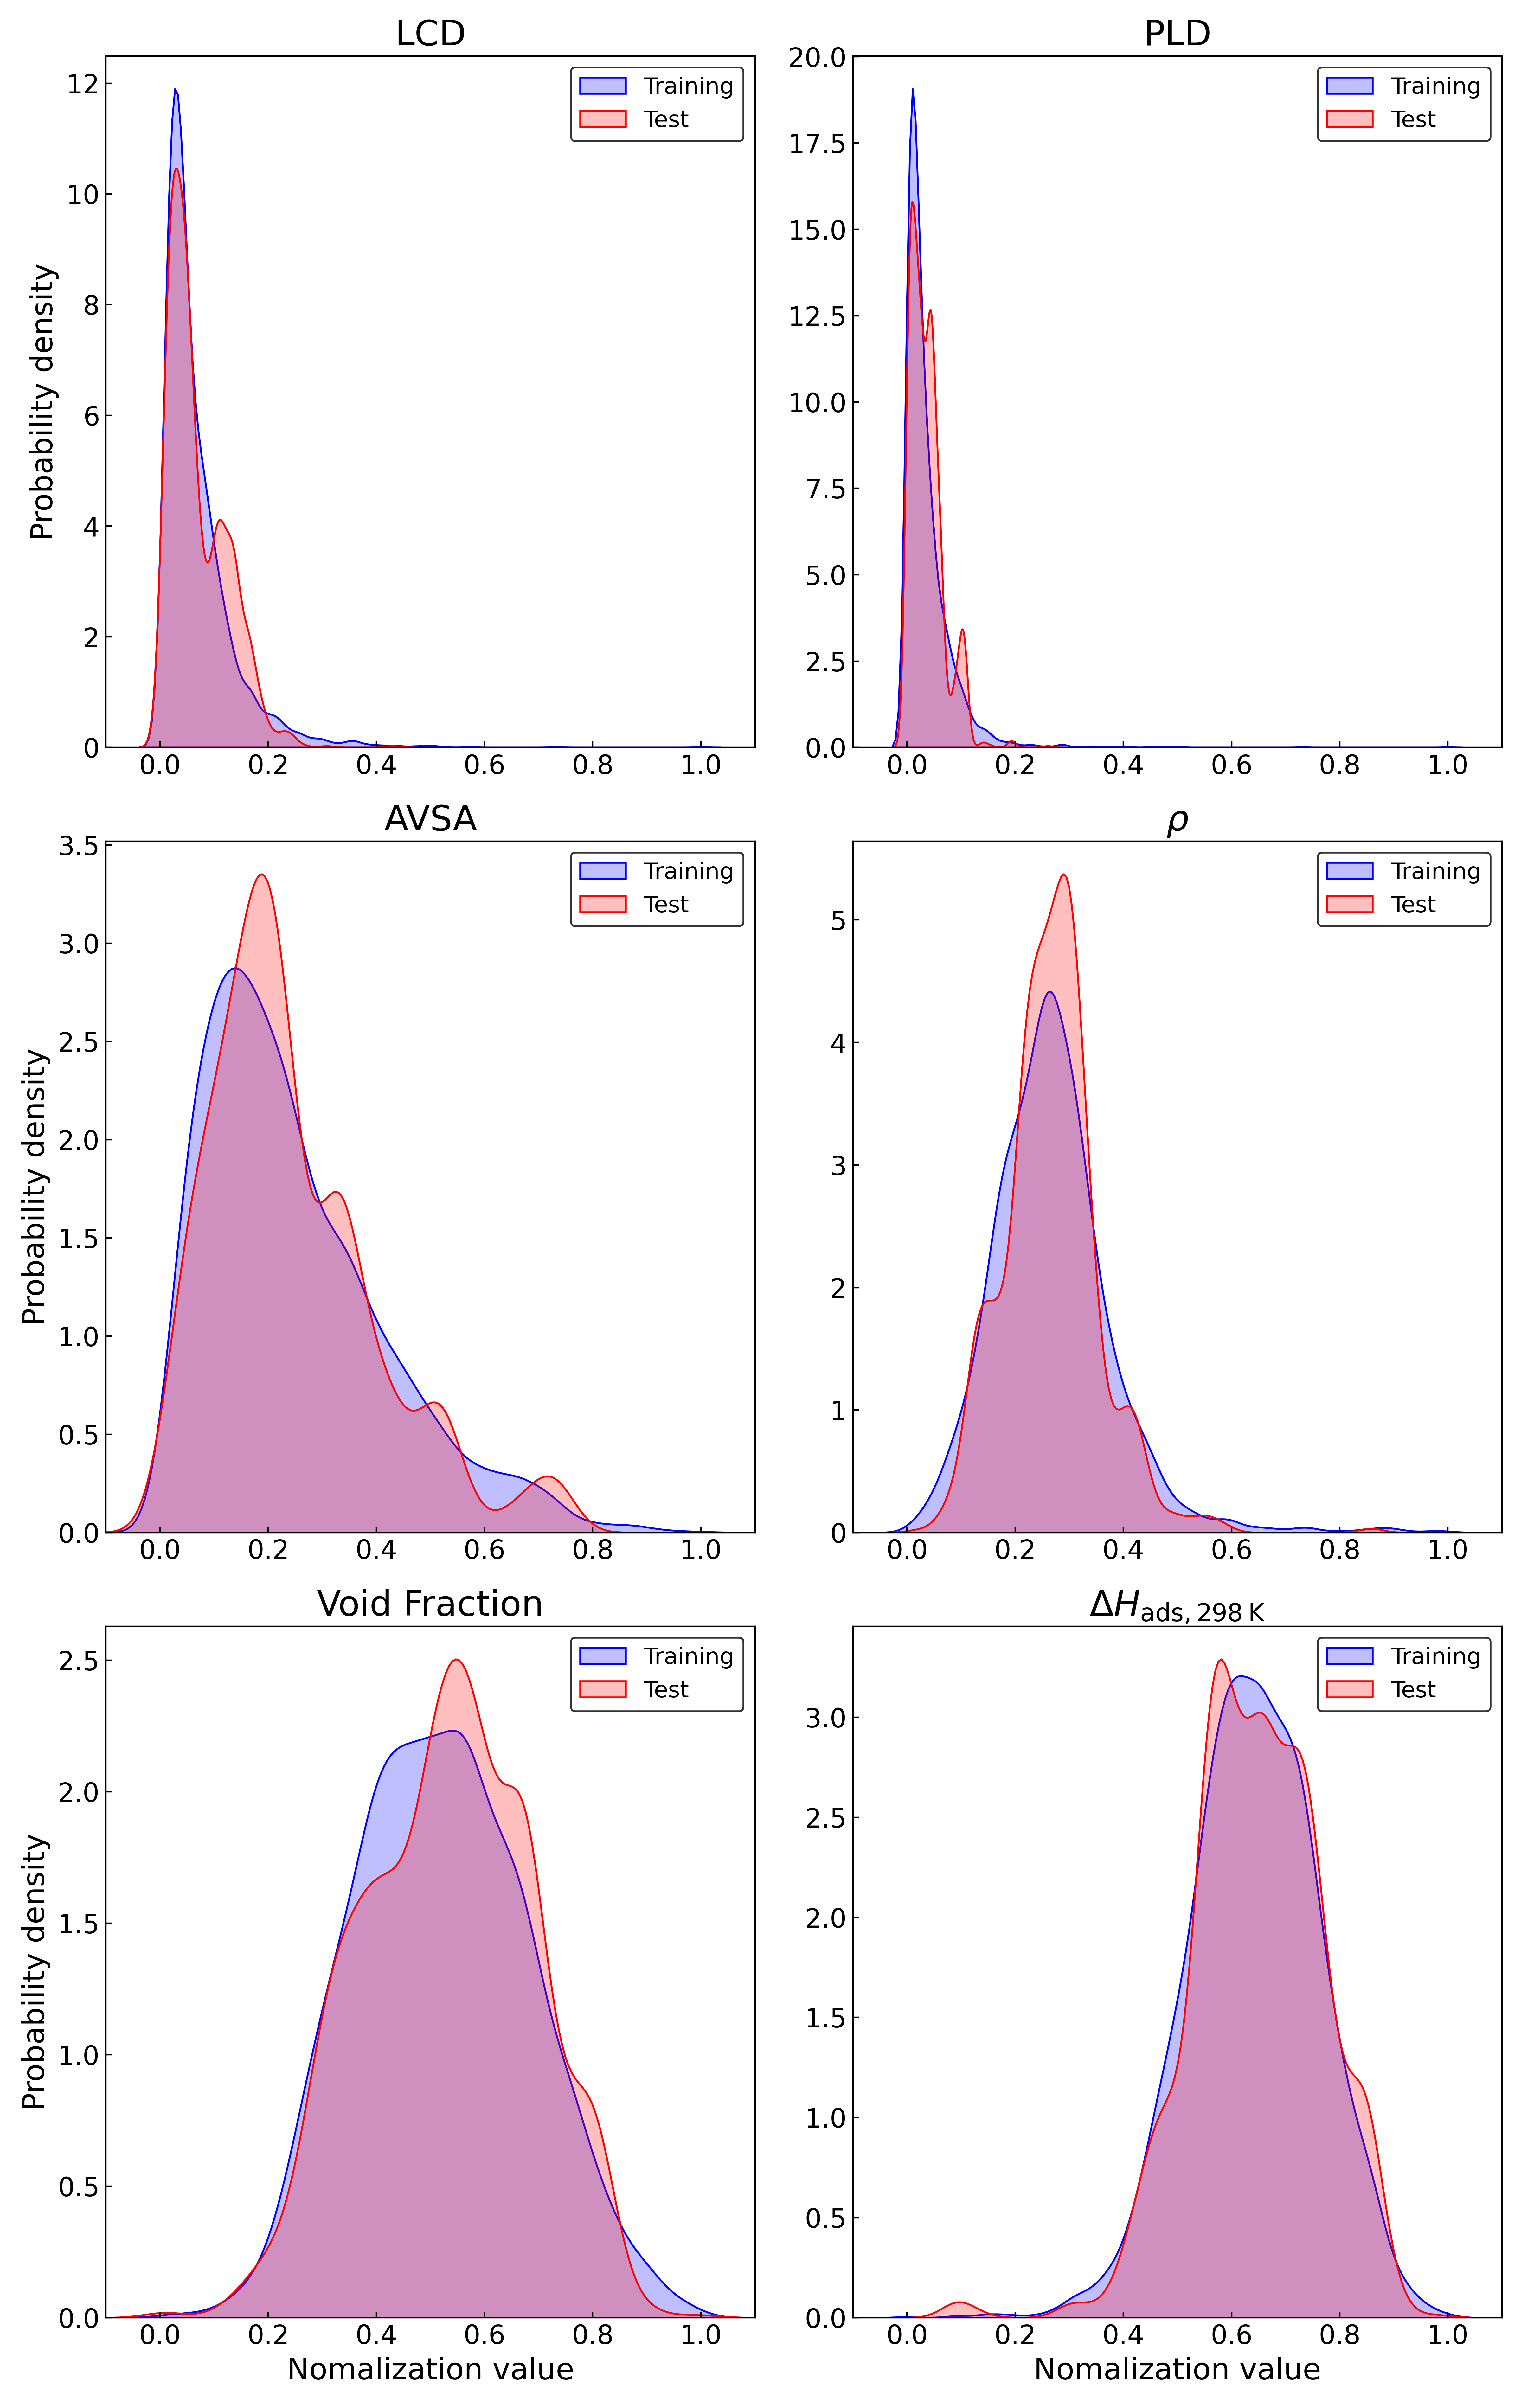 LCD
Training
Test
12
10
8
6
4
2
0
0.0 0.2 0.4 0.6 0.8 1.0
Probability density
PLD
Training
Test
20.0
17.5
15.0
12.5
10.0
7.5
5.0
2.5
0.0
0.0 0.2 0.4 0.6 0.8 1.0
AVSA
Training
Test
3.5
3.0
2.5
2.0
1.5
1.0
0.5
0.0
0.0 0.2 0.4 0.6 0.8 1.0
Probability density
ρ
Training
Test
5
4
3
2
1
0
0.0 0.2 0.4 0.6 0.8 1.0
Void Fraction
Training
Test
2.5
2.0
1.5
1.0
0.5
0.0
0.0 0.2 0.4 0.6 0.8 1.0
Probability density
Nomalization value
ΔH_ads, 298 K
Training
Test
3.0
2.5
2.0
1.5
1.0
0.5
0.0
0.0 0.2 0.4 0.6 0.8 1.0
Nomalization value